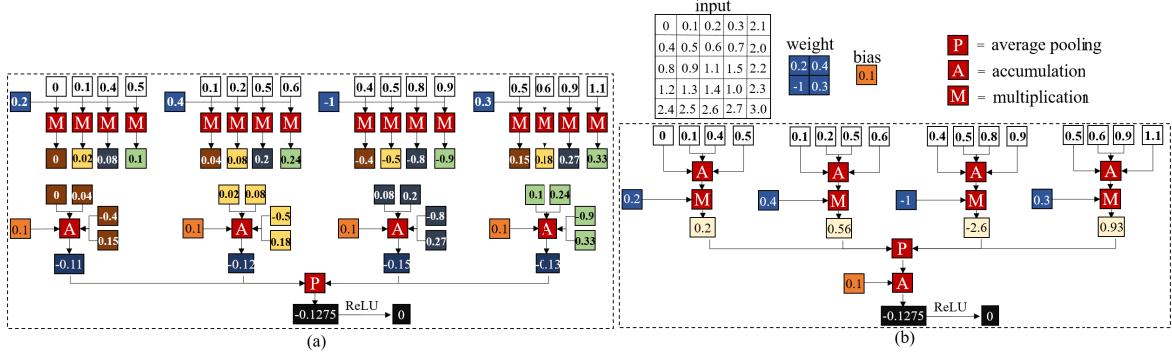 input
0 0.1 0.2 0.3 2.1
0.4 0.5 0.6 0.7 2.0
0.8 0.9 1.1 1.5 2.2
1.2 1.3 1.4 1.0 2.3
2.4 2.5 2.6 2.7 3.0
weight
0.2 0.4
-1 0.3
bias
0.1
P = average pooling
A = accumulation
M = multiplication
0 0.1 0.4 0.5 0.1 0.2 0.5 0.6 0.4 0.5 0.8 0.9 0.5 0.6 0.9 1.1
0.2 0.4 -1 0.3
M M M M M M M M M M M M M M M M
0 0.02 0.08 0.1 0.04 0.08 0.2 0.24 -0.4 -0.5 -0.8 -0.9 0.15 0.18 0.27 0.33
0 0.04 0.02 0.08 0.08 0.2 0.1 0.24
-0.4 -0.5 -0.8 -0.9
0.1 A 0.1 A 0.1 A 0.1 A
0.15 0.18 0.27 0.33
-0.11 -0.12 -0.15 -0.13
P
-0.1275 ReLU 0
(a)
0 0.1 0.4 0.5 0.1 0.2 0.5 0.6 0.4 0.5 0.8 0.9 0.5 0.6 0.9 1.1
A A A A
0.2 M 0.4 M -1 M 0.3 M
0.2 0.56 -2.6 0.93
P
0.1 A
-0.1275 ReLU 0
(b)